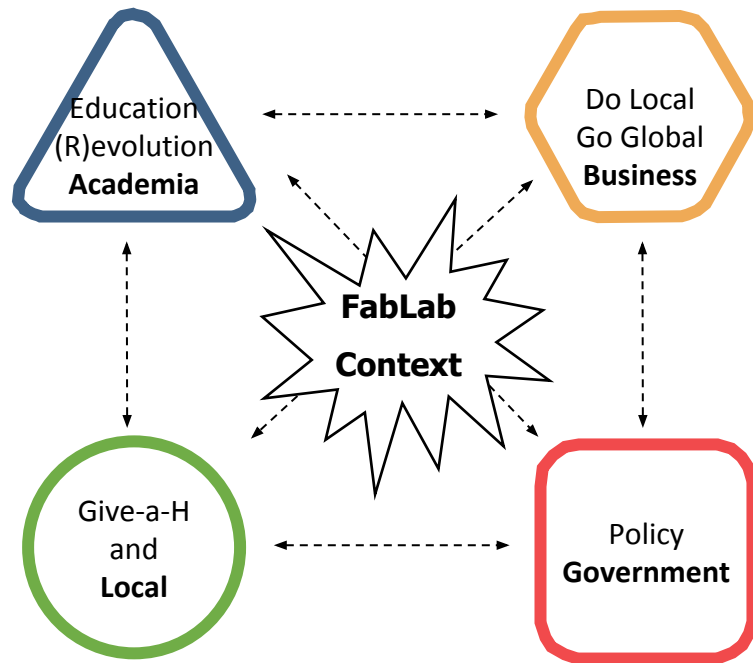 Education
(R)evolution
Academia
Do Local
Go Global
Business
FabLab
Context
Give-a-H
and
Local
Policy
Government